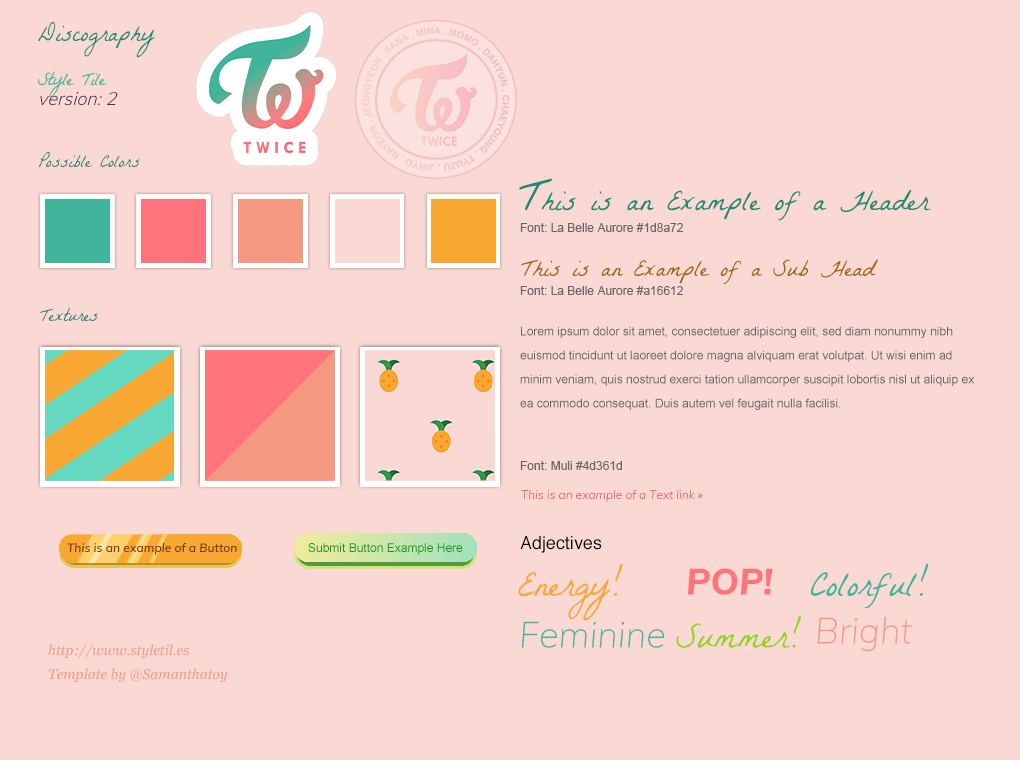 Discography
Style Tile
version: 2
TWICE
NAYEON . JEONGYEON . SANA . MINA . MOMO . DAHYUN . CHAEYOUNG . TYUZU . JIHYO .
TWICE
Possible Colors
Textures
This is an example of a Button
Submit Button Example Here
http://www.styletil.es
Template by @Samanthatoy
This is an Example of a Header
Font: La Belle Aurore #1d8a72
This is an Example of a Sub Head
Font: La Belle Aurore #a16612
Lorem ipsum dolor sit amet, consectetuer adipiscing elit, sed diam nonummy nibh
euismod tincidunt ut laoreet dolore magna alviquam erat volutpat. Ut wisi enim ad
minim veniam, quis nostrud exerci tation ullamcorper suscipit lobortis nisl ut aliquip ex
ea commodo consequat. Duis autem vel feugait nulla facilisi.
Font: Muli #4d361d
This is an example of a Text link »
Adjectives
Energy! POP! Colorful!
Feminine Summer! Bright